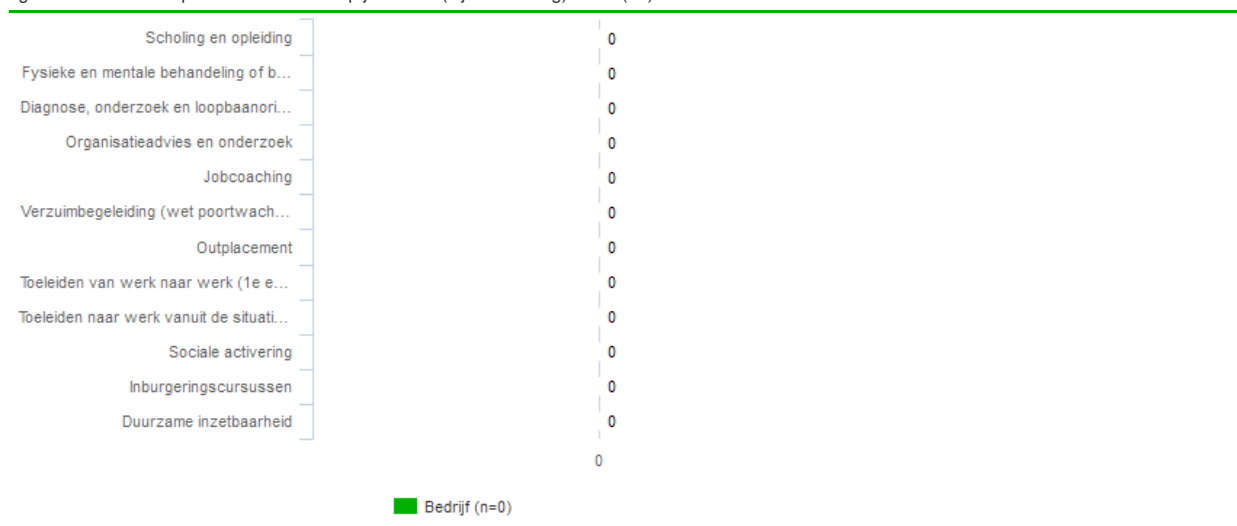 Scholing en opleiding 0
Fysieke en mentale behandeling of b... 0
Diagnose, onderzoek en loopbaanori... 0
Organisatieadvies en onderzoek 0
Jobcoaching 0
Verzuimbegeleiding (wet poortwach... 0
Outplacement 0
Toeleiden van werk naar werk (1e e... 0
Toeleiden naar werk vanuit de situati... 0
Sociale activering 0
Inburgeringscursussen 0
Duurzame inzetbaarheid 0
0
Bedrijf (n=0)